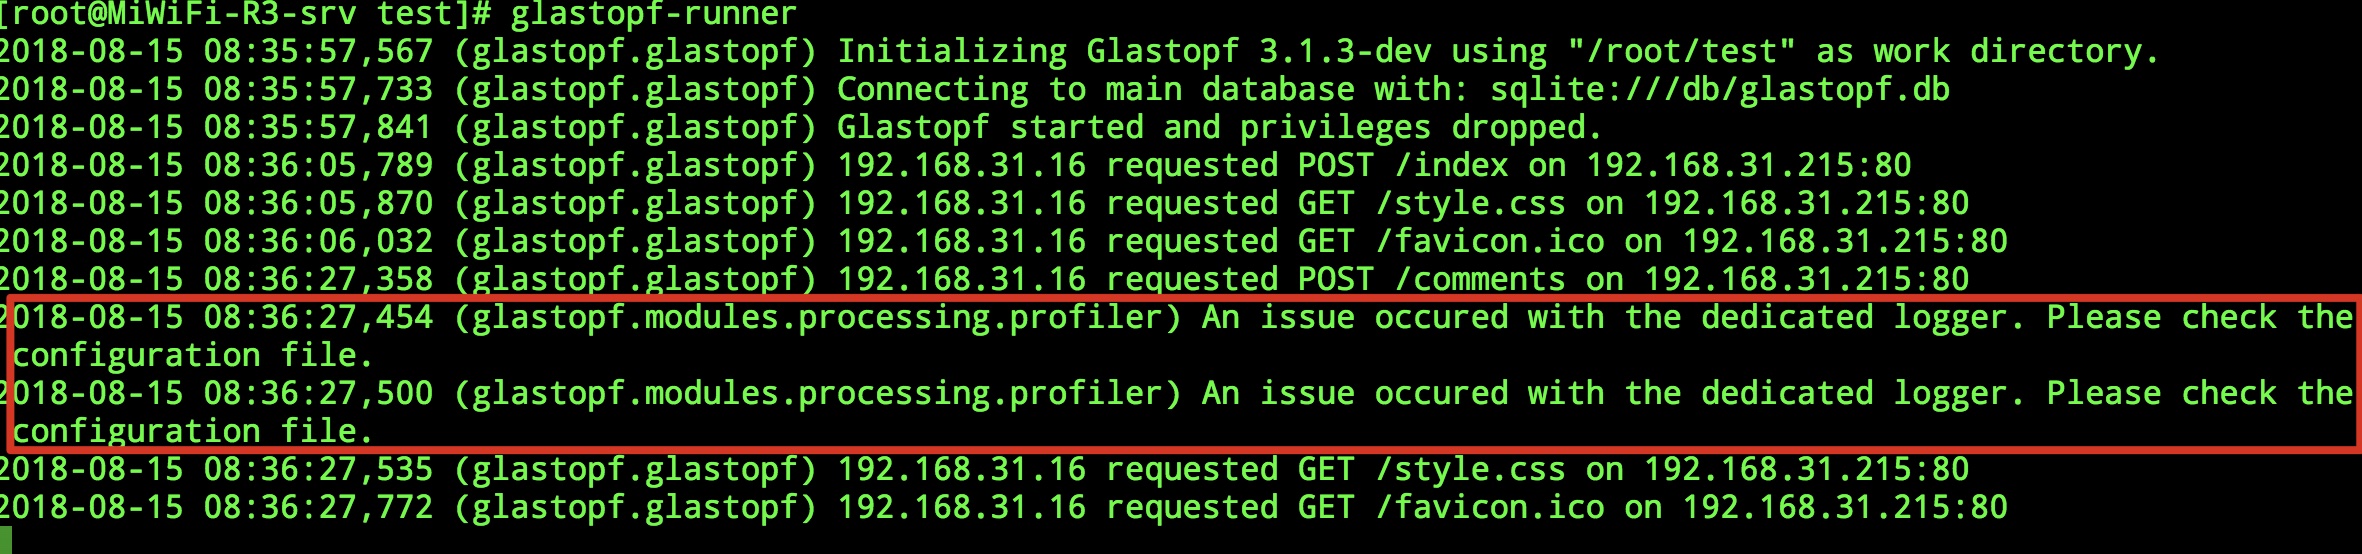 [root@MiWiFi-R3-srv test]# glastopf-runner
2018-08-15 08:35:57,567 (glastopf.glastopf) Initializing Glastopf 3.1.3-dev using "/root/test" as work directory.
2018-08-15 08:35:57,733 (glastopf.glastopf) Connecting to main database with: sqlite:///db/glastopf.db
2018-08-15 08:35:57,841 (glastopf.glastopf) Glastopf started and privileges dropped.
2018-08-15 08:36:05,789 (glastopf.glastopf) 192.168.31.16 requested POST /index on 192.168.31.215:80
2018-08-15 08:36:05,870 (glastopf.glastopf) 192.168.31.16 requested GET /style.css on 192.168.31.215:80
2018-08-15 08:36:06,032 (glastopf.glastopf) 192.168.31.16 requested GET /favicon.ico on 192.168.31.215:80
2018-08-15 08:36:27,358 (glastopf.glastopf) 192.168.31.16 requested POST /comments on 192.168.31.215:80
2018-08-15 08:36:27,454 (glastopf.modules.processing.profiler) An issue occured with the dedicated logger. Please check the
configuration file.
2018-08-15 08:36:27,500 (glastopf.modules.processing.profiler) An issue occured with the dedicated logger. Please check the
configuration file.
2018-08-15 08:36:27,535 (glastopf.glastopf) 192.168.31.16 requested GET /style.css on 192.168.31.215:80
2018-08-15 08:36:27,772 (glastopf.glastopf) 192.168.31.16 requested GET /favicon.ico on 192.168.31.215:80